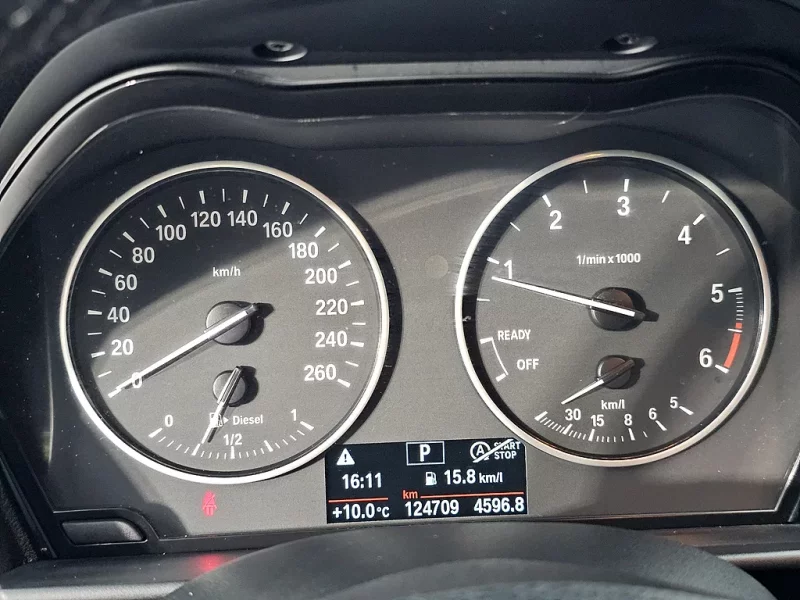 km/h
0
20
40
60
80
100
120
140
160
180
200
220
240
260
Diesel
0
1/2
1
1/min x 1000
1
2
3
4
5
6
READY
OFF
km/l
30 15 8 6 5
P
A START
STOP
16:11
15.8 km/l
km
+10.0 °C 124709 4596.8